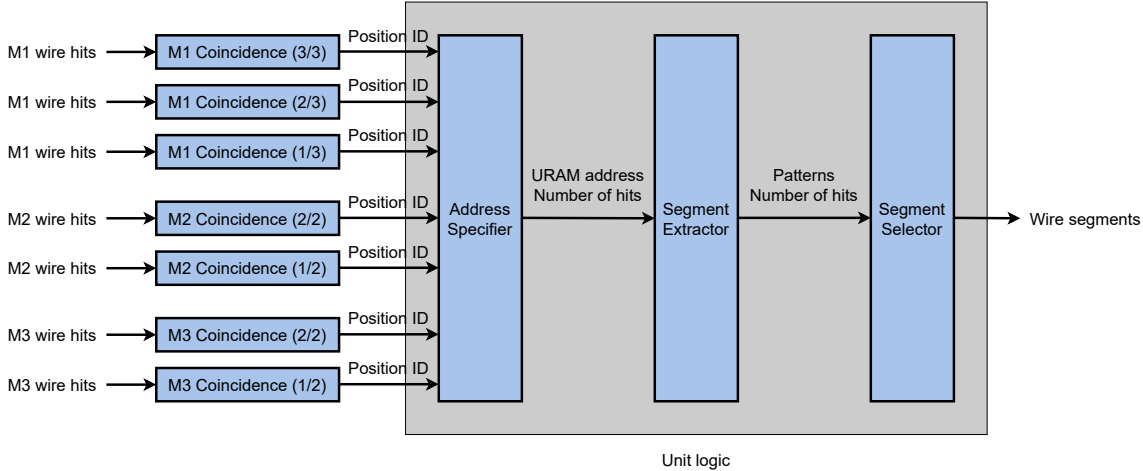 M1 wire hits
M1 Coincidence (3/3)
Position ID
M1 wire hits
M1 Coincidence (2/3)
Position ID
M1 wire hits
M1 Coincidence (1/3)
Position ID
M2 wire hits
M2 Coincidence (2/2)
Position ID
M2 wire hits
M2 Coincidence (1/2)
Position ID
M3 wire hits
M3 Coincidence (2/2)
Position ID
M3 wire hits
M3 Coincidence (1/2)
Position ID
Address
Specifier
URAM address
Number of hits
Segment
Extractor
Patterns
Number of hits
Segment
Selector
Wire segments
Unit logic